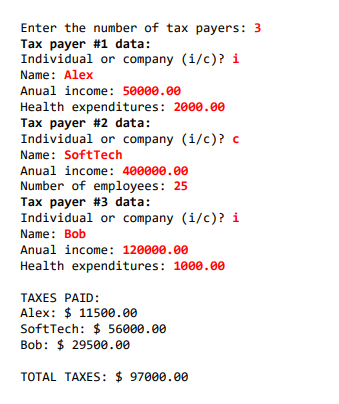 Enter the number of tax payers: 3
Tax payer #1 data:
Individual or company (i/c)? i
Name: Alex
Anual income: 50000.00
Health expenditures: 2000.00
Tax payer #2 data:
Individual or company (i/c)? c
Name: SoftTech
Anual income: 400000.00
Number of employees: 25
Tax payer #3 data:
Individual or company (i/c)? i
Name: Bob
Anual income: 120000.00
Health expenditures: 1000.00
TAXES PAID:
Alex: $ 11500.00
SoftTech: $ 56000.00
Bob: $ 29500.00
TOTAL TAXES: $ 97000.00